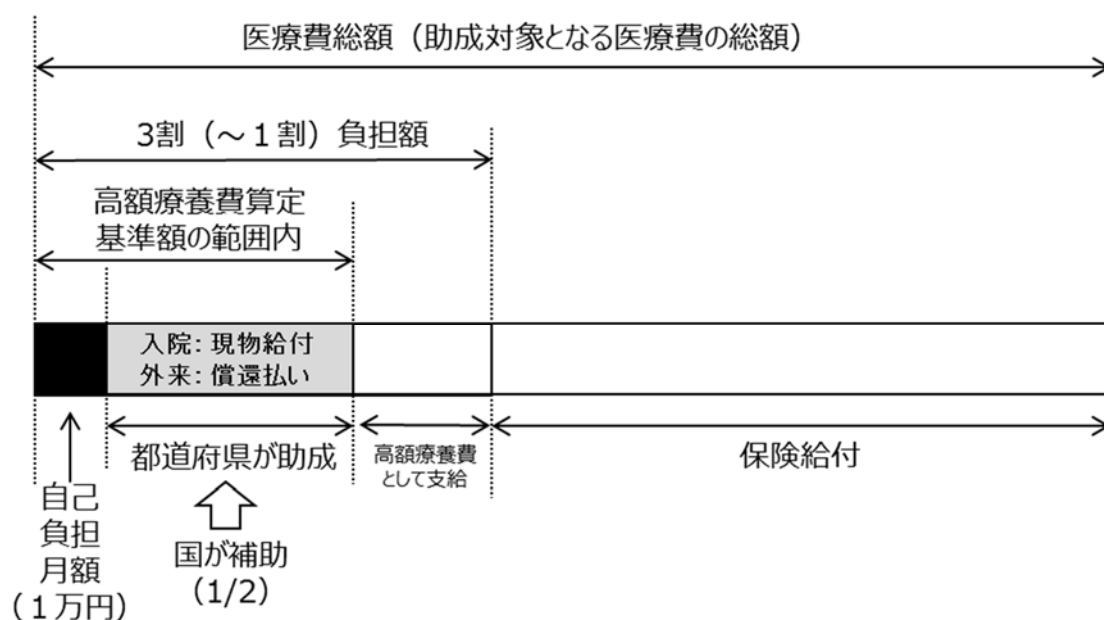 医療費総額（助成対象となる医療費の総額）
3割（～１割）負担額
高額療養費算定
基準額の範囲内
入院：現物給付
外来：償還払い
都道府県が助成
高額療養費
として支給
保険給付
自己
負担
月額
（１万円）
国が補助
(1/2)